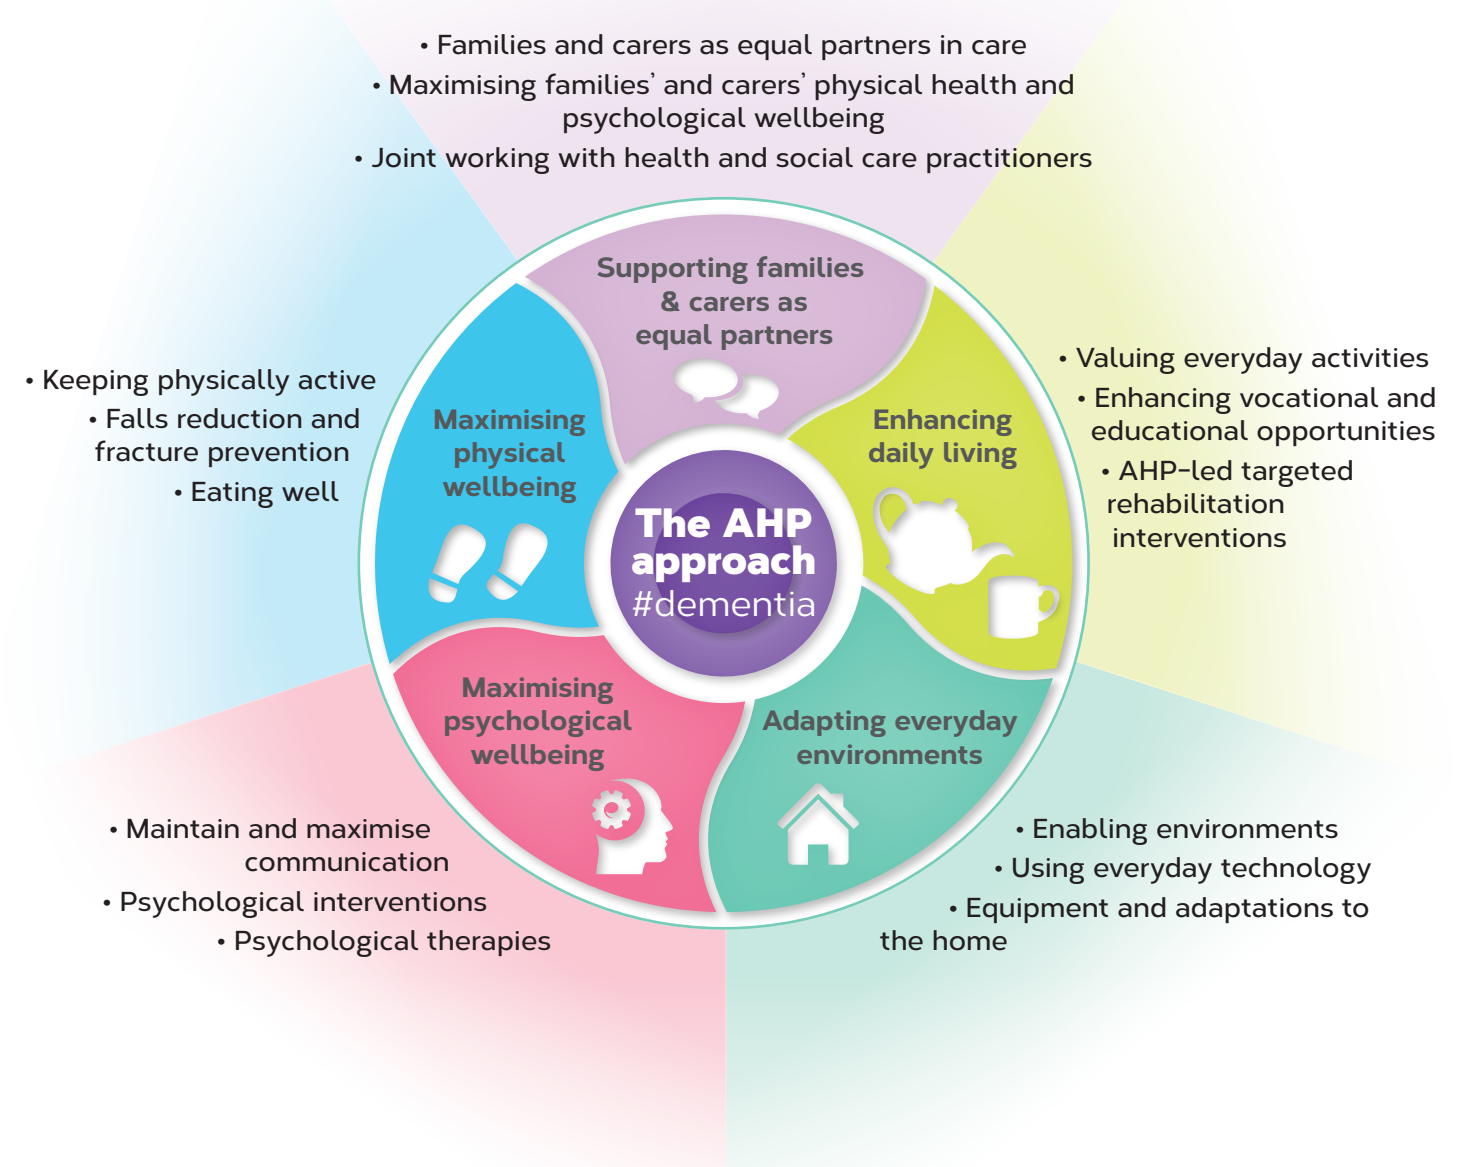 • Families and carers as equal partners in care
• Maximising families’ and carers’ physical health and
psychological wellbeing
• Joint working with health and social care practitioners
Supporting families
& carers as
equal partners
Enhancing
daily living
• Valuing everyday activities
• Enhancing vocational and
educational opportunities
• AHP-led targeted
rehabilitation
interventions
Adapting everyday
environments
• Enabling environments
• Using everyday technology
• Equipment and adaptations to
the home
Maximising
psychological
wellbeing
• Maintain and maximise
communication
• Psychological interventions
• Psychological therapies
Maximising
physical
wellbeing
• Keeping physically active
• Falls reduction and
fracture prevention
• Eating well
The AHP
approach
#dementia